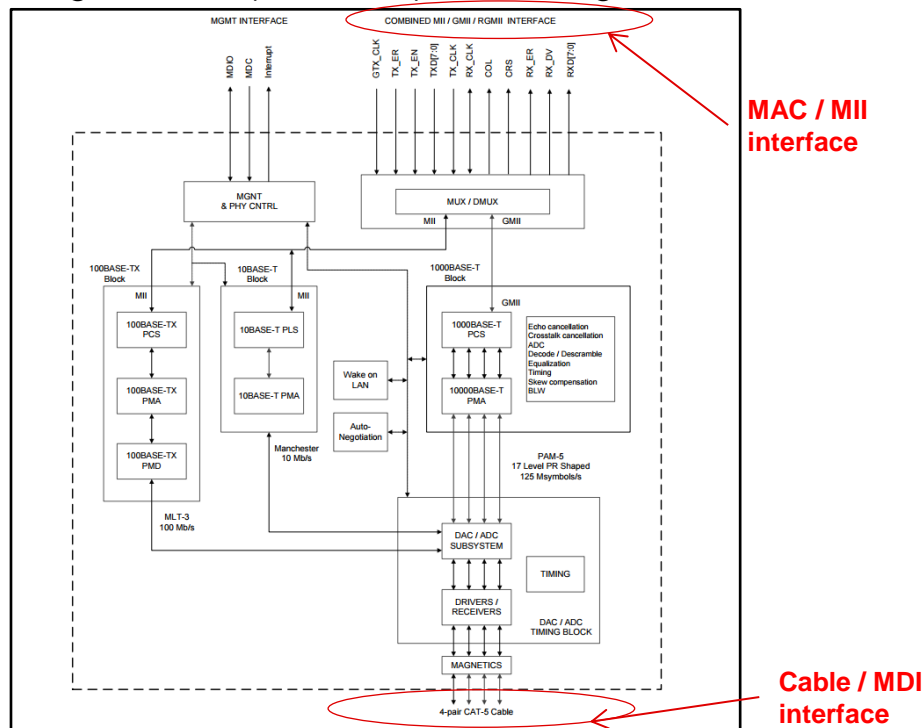 MGMT INTERFACE
COMBINED MII / GMII / RGMII INTERFACE
MDIO
MDC
Interrupt
GTX_CLK
TX_ER
TX_EN
TXD[7:0]
TX_CLK
RX_CLK
COL
CRS
RX_ER
RX_DV
RXD[7:0]
MAC / MII
interface
MGNT
& PHY CNTRL
MUX / DMUX
MII
GMII
100BASE-TX
Block
10BASE-T
Block
1000BASE-T
Block
MII
MII
GMII
100BASE-TX
PCS
10BASE-T PLS
1000BASE-T
PCS
Echo cancellation
Crosstalk cancellation
ADC
Decode / Descramble
Equalization
Timing
Skew compensation
BLW
Wake on
LAN
100BASE-TX
PMA
10BASE-T PMA
10000BASE-T
PMA
Auto-
Negotiation
100BASE-TX
PMD
Manchester
10 Mb/s
PAM-5
17 Level PR Shaped
125 Msymbols/s
MLT-3
100 Mb/s
DAC / ADC
SUBSYSTEM
TIMING
DRIVERS /
RECEIVERS
DAC / ADC
TIMING BLOCK
MAGNETICS
4-pair CAT-5 Cable
Cable / MDI
interface